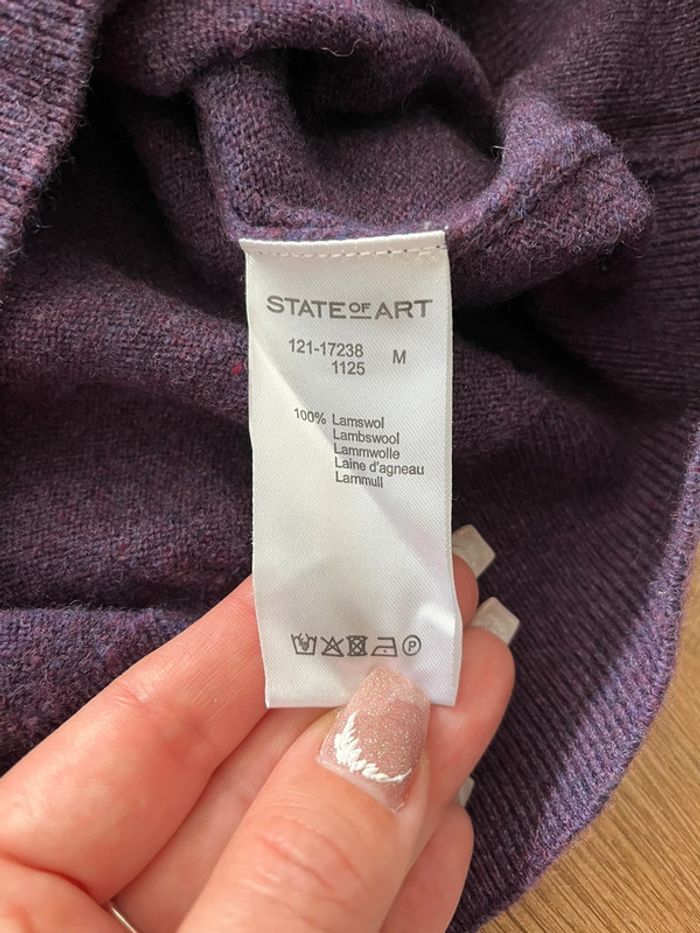 STATE OF ART
121-17238 M
1125
100% Lamswol
Lambswool
Lammwolle
Laine d'agneau
Lammull
P